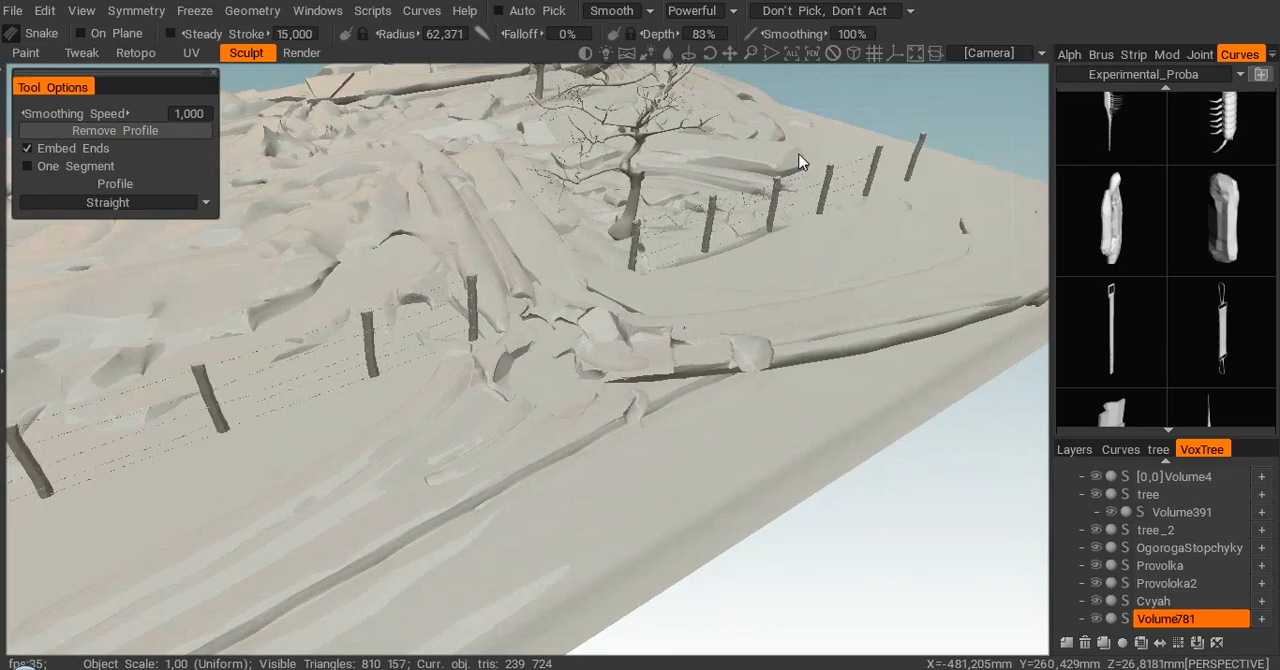 File Edit View Symmetry Freeze Geometry Windows Scripts Curves Help Auto Pick Smooth Powerful Don't Pick, Don't Act
Snake On Plane Steady Stroke 15,000 Radius 62,371 Falloff 0% Depth 83% Smoothing 100%
Paint Tweak Retopo UV Sculpt Render [Camera] Alph Brus Strip Mod Joint Curves
Experimental_Proba
Tool Options
Smoothing Speed 1,000
Remove Profile
Embed Ends
One Segment
Profile
Straight
Layers Curves tree VoxTree
[0,0]Volume4
tree
Volume391
tree_2
OgorogaStopchyky
Provolka
Provoloka2
Cvyah
Volume781
fps:35; Object Scale: 1,00 (Uniform); Visible Triangles: 810 157; Curr. obj. tris: 239 724 X=-481,205mm Y=260,429mm Z=26,8181mm[PERSPECTIVE]